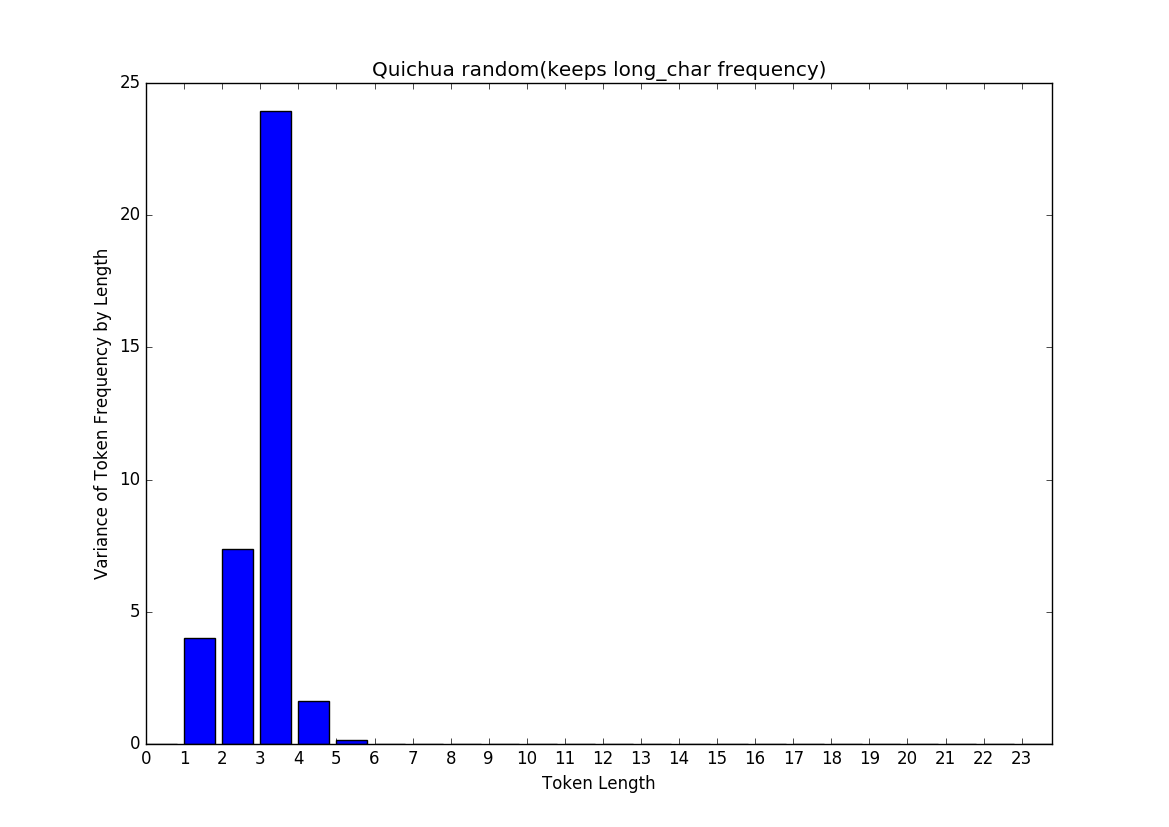 Quichua random(keeps long_char frequency)
25
20
15
10
5
0
Variance of Token Frequency by Length
0 1 2 3 4 5 6 7 8 9 10 11 12 13 14 15 16 17 18 19 20 21 22 23
Token Length